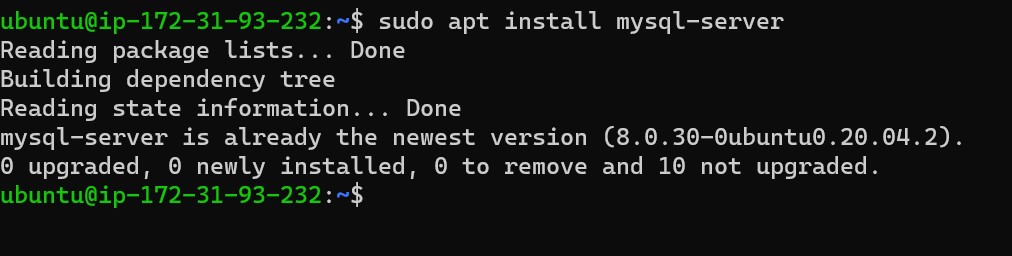 ubuntu@ip-172-31-93-232:~$ sudo apt install mysql-server
Reading package lists... Done
Building dependency tree
Reading state information... Done
mysql-server is already the newest version (8.0.30-0ubuntu0.20.04.2).
0 upgraded, 0 newly installed, 0 to remove and 10 not upgraded.
ubuntu@ip-172-31-93-232:~$